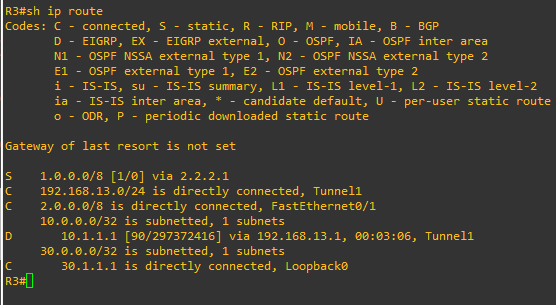 R3#sh ip route
Codes: C - connected, S - static, R - RIP, M - mobile, B - BGP
       D - EIGRP, EX - EIGRP external, O - OSPF, IA - OSPF inter area
       N1 - OSPF NSSA external type 1, N2 - OSPF NSSA external type 2
       E1 - OSPF external type 1, E2 - OSPF external type 2
       i - IS-IS, su - IS-IS summary, L1 - IS-IS level-1, L2 - IS-IS level-2
       ia - IS-IS inter area, * - candidate default, U - per-user static route
       o - ODR, P - periodic downloaded static route
Gateway of last resort is not set
S    1.0.0.0/8 [1/0] via 2.2.2.1
C    192.168.13.0/24 is directly connected, Tunnel1
C    2.0.0.0/8 is directly connected, FastEthernet0/1
     10.0.0.0/32 is subnetted, 1 subnets
D       10.1.1.1 [90/297372416] via 192.168.13.1, 00:03:06, Tunnel1
     30.0.0.0/32 is subnetted, 1 subnets
C       30.1.1.1 is directly connected, Loopback0
R3#